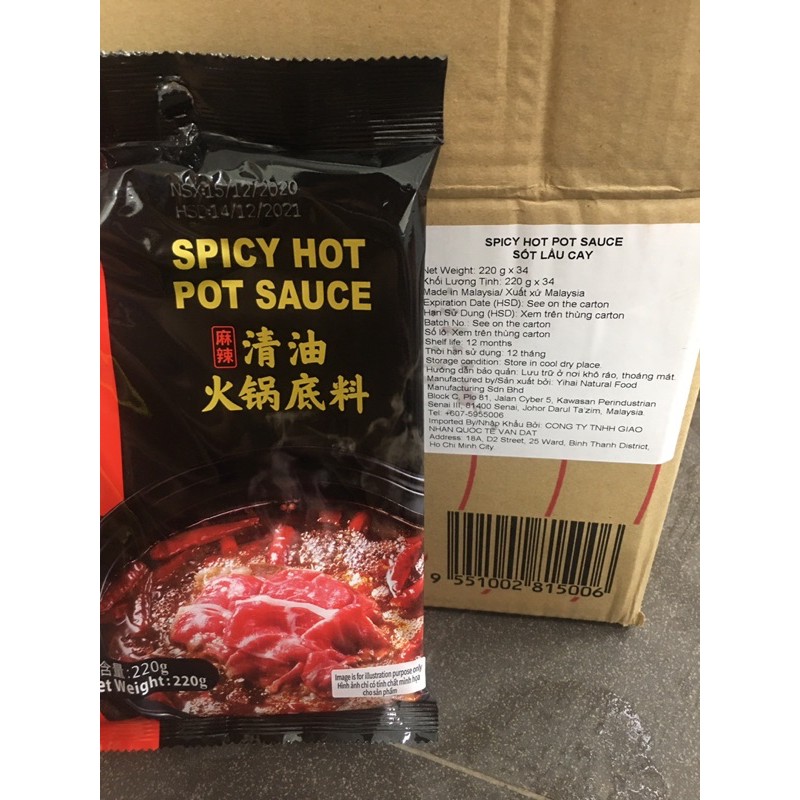 NSX:15/12/2020
HSD:14/12/2021
SPICY HOT
POT SAUCE
麻辣
清油
火锅底料
含量:220g
et Weight:220g
Image is for illustration purpose only
Hình ảnh chỉ có tính chất minh họa
cho sản phẩm
SPICY HOT POT SAUCE
SỐT LẨU CAY
Net Weight: 220 g x 34
Khối Lượng Tịnh: 220 g x 34
Made in Malaysia/ Xuất xứ Malaysia
Expiration Date (HSD): See on the carton
Hạn Sử Dụng (HSD): Xem trên thùng carton
Batch No.: See on the carton
Số lô: Xem trên thùng carton
Shelf life: 12 months
Thời hạn sử dụng: 12 tháng
Storage condition: Store in cool dry place.
Hướng dẫn bảo quản: Lưu trữ ở nơi khô ráo, thoáng mát.
Manufactured by/Sản xuất bởi: Yihai Natural Food
Manufacturing Sdn Bhd
Block C, Plo 81, Jalan Cyber 5, Kawasan Perindustrian
Senai III, 81400 Senai, Johor Darul Ta'zim, Malaysia.
Tel: +607-5955006
Imported By/Nhập Khẩu Bởi: CÔNG TY TNHH GIAO
NHẬN QUỐC TẾ VẠN ĐẠT
Address: 18A, D2 Street, 25 Ward, Binh Thanh District,
Ho Chi Minh City
9 551002 815006